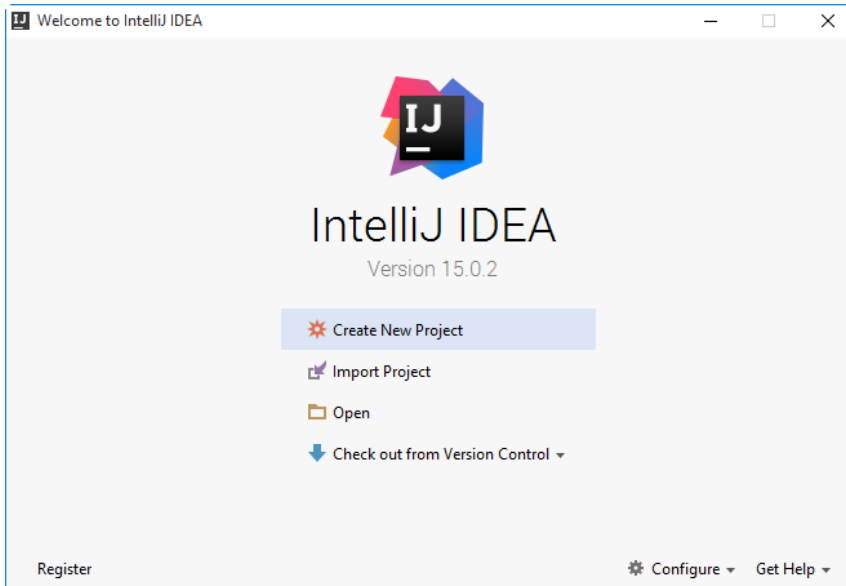 IJ Welcome to IntelliJ IDEA
IJ
IntelliJ IDEA
Version 15.0.2
Create New Project
Import Project
Open
Check out from Version Control
Register Configure Get Help